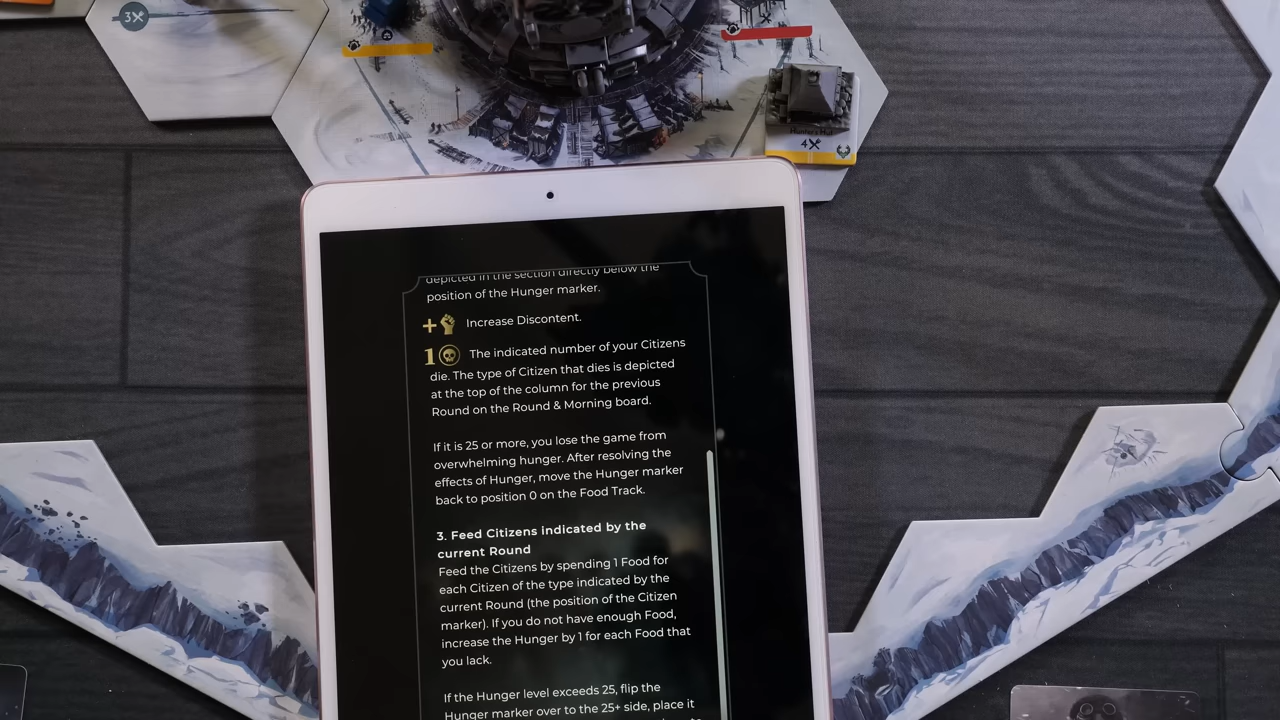 3
Hunter's Hut
4
depicted in the section directly below the
position of the Hunger marker.
+ Increase Discontent.
1 The indicated number of your Citizens
die. The type of Citizen that dies is depicted
at the top of the column for the previous
Round on the Round & Morning board.
If it is 25 or more, you lose the game from
overwhelming hunger. After resolving the
effects of Hunger, move the Hunger marker
back to position 0 on the Food Track.
3. Feed Citizens indicated by the
current Round
Feed the Citizens by spending 1 Food for
each Citizen of the type indicated by the
current Round (the position of the Citizen
marker). If you do not have enough Food,
increase the Hunger by 1 for each Food that
you lack.
If the Hunger level exceeds 25, flip the
Hunger marker over to the 25+ side, place it